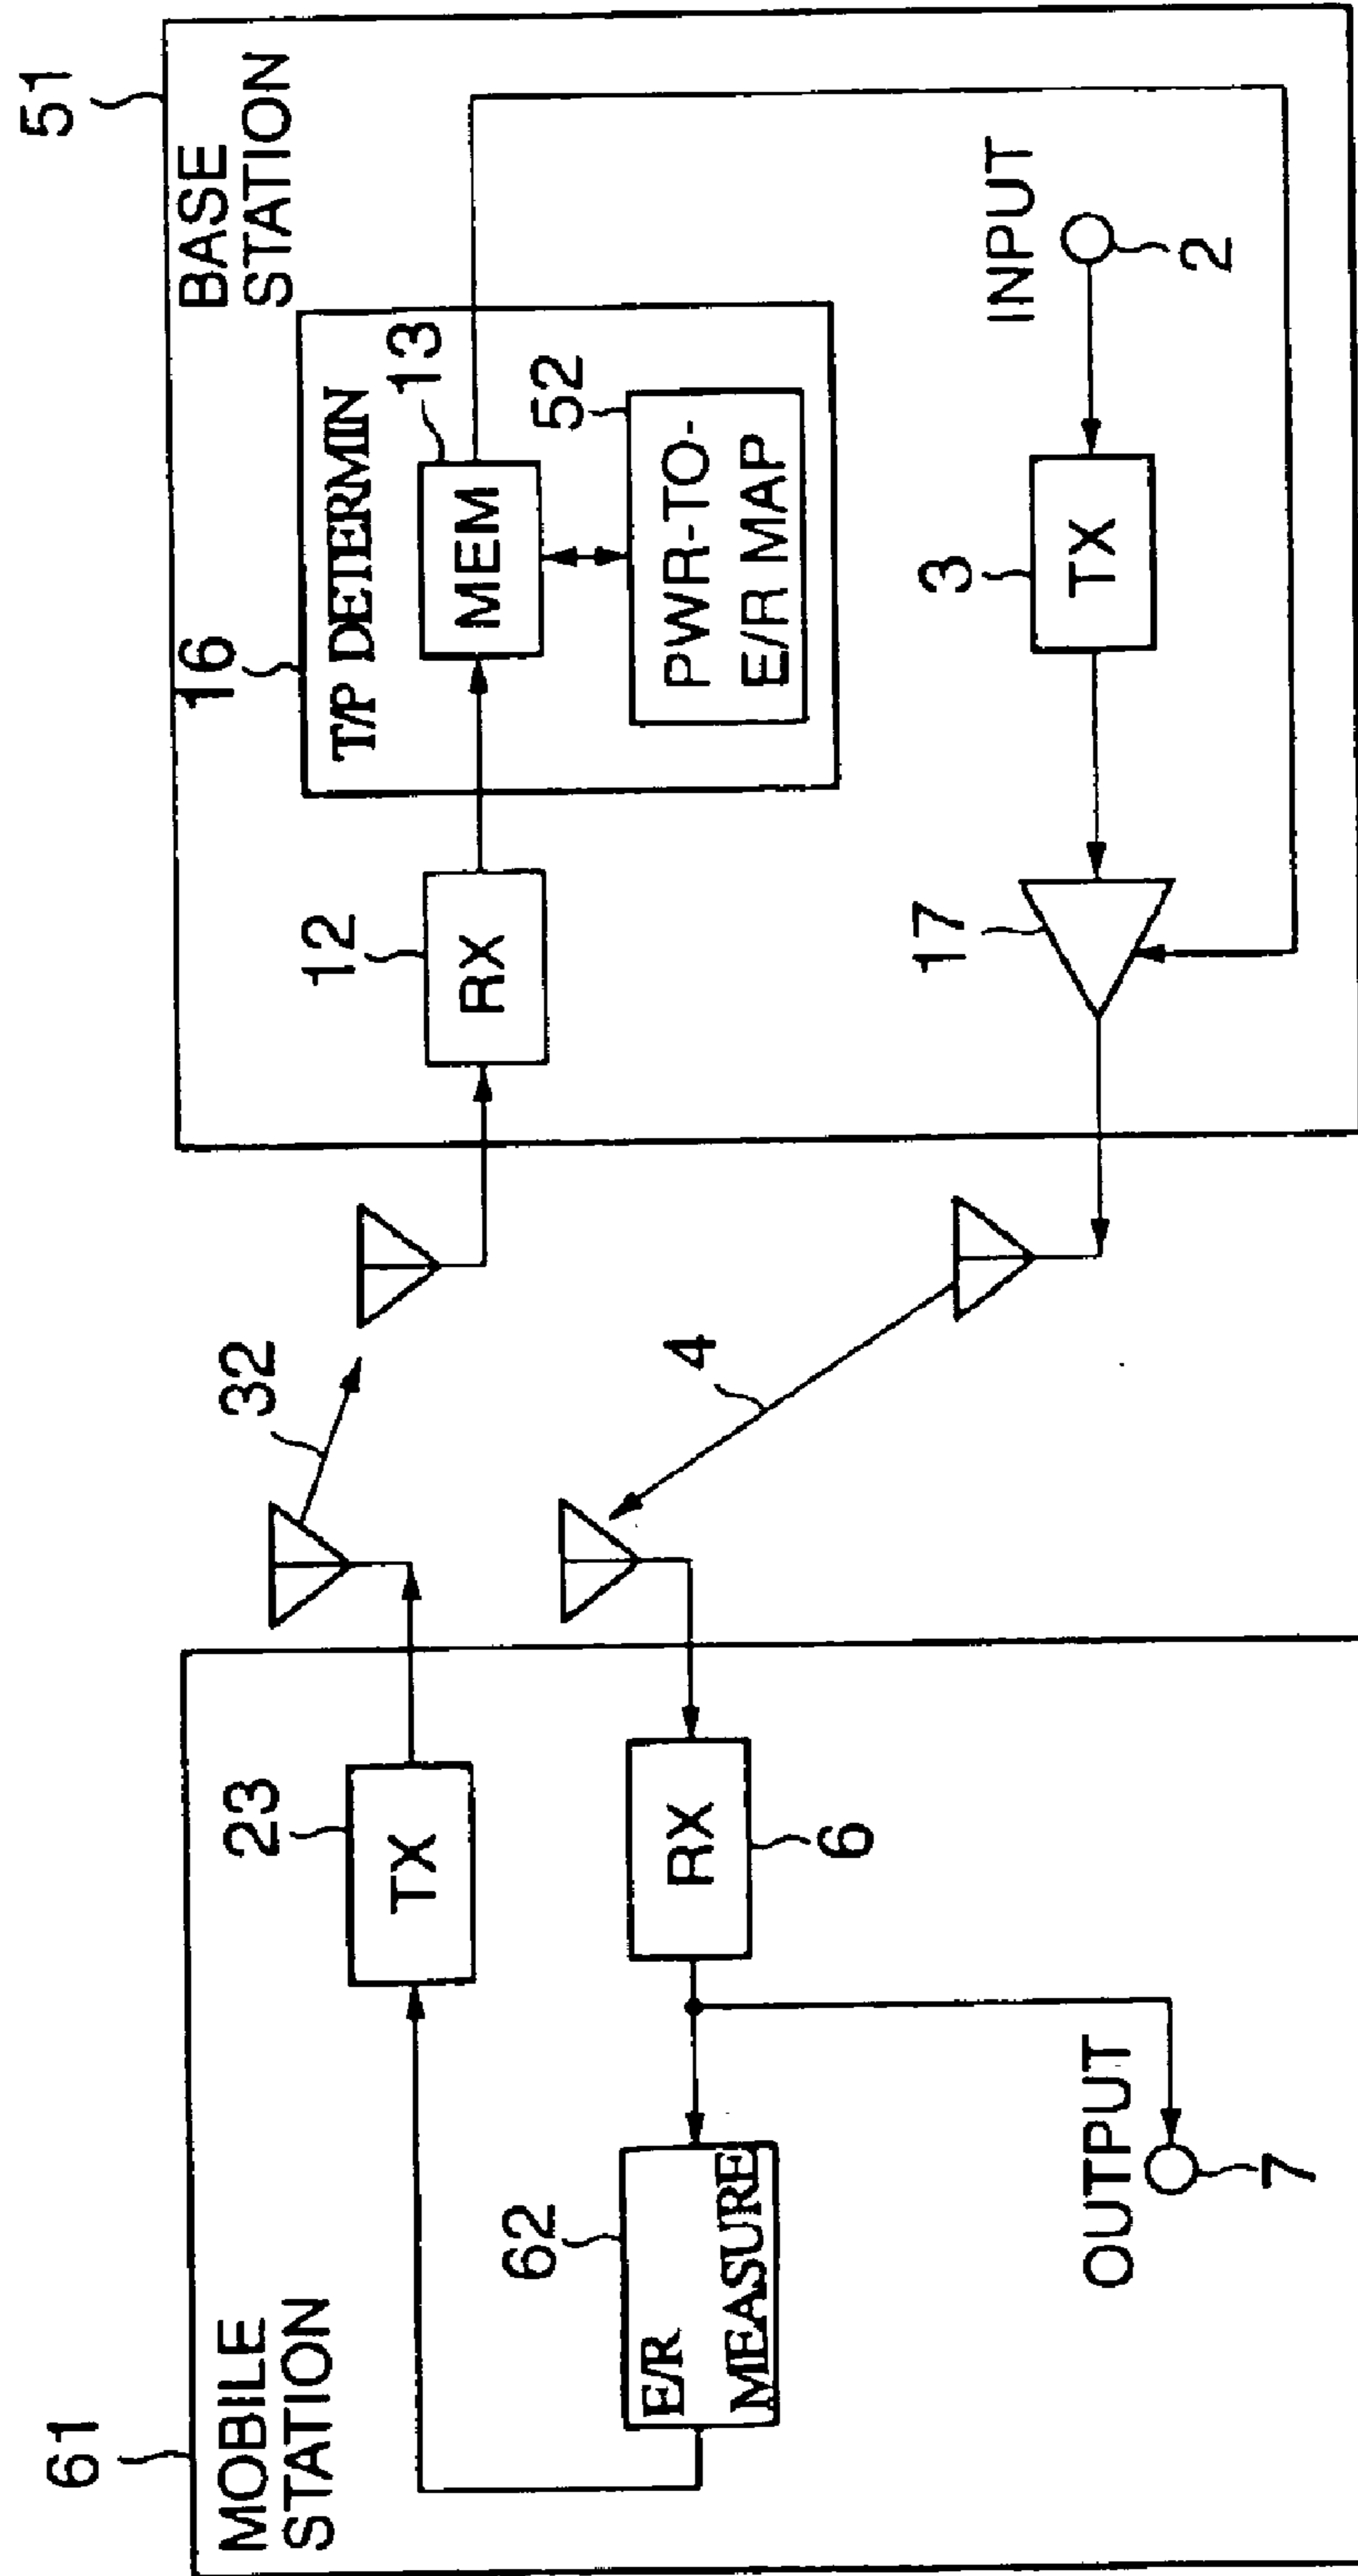 61
MOBILE
STATION
23
TX
62
E/R
MEASURE
RX
6
OUTPUT
7
32
4
51
BASE
STATION
16
T/P DETERMIN
13
MEM
52
PWR-TO-
E/R MAP
12
RX
17
3
TX
INPUT
2